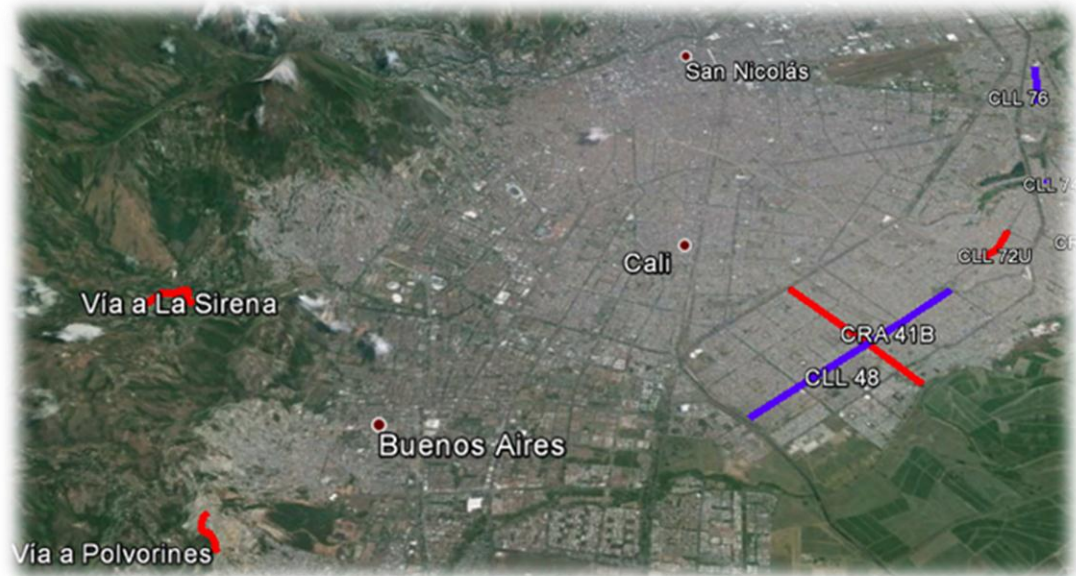 San Nicolás
CLL 76
CLL 72U
Cali
Vía a La Sirena
CRA 41B
CLL 48
Buenos Aires
Vía a Polvorines